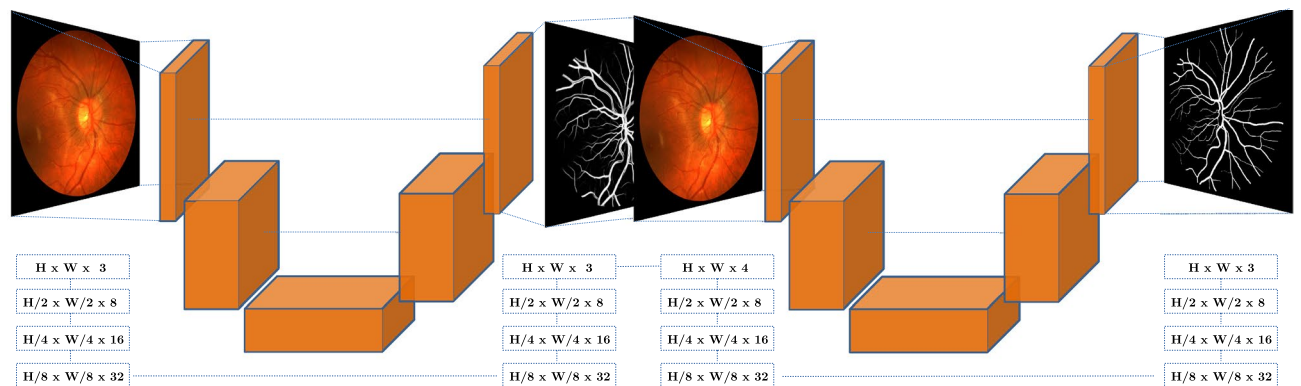 H x W x 3
H/2 x W/2 x 8
H/4 x W/4 x 16
H/8 x W/8 x 32
H x W x 3
H/2 x W/2 x 8
H/4 x W/4 x 16
H/8 x W/8 x 32
H x W x 4
H/2 x W/2 x 8
H/4 x W/4 x 16
H/8 x W/8 x 32
H x W x 3
H/2 x W/2 x 8
H/4 x W/4 x 16
H/8 x W/8 x 32